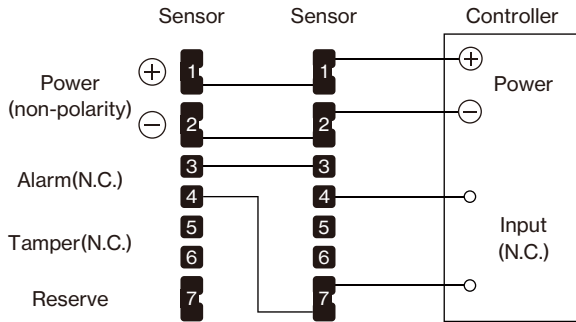 Sensor Sensor Controller
Power
(non-polarity)
+
−
Alarm(N.C.)
Tamper(N.C.)
Reserve
1
2
3
4
5
6
7
1
2
3
4
5
6
7
+
Power
−
Input
(N.C.)